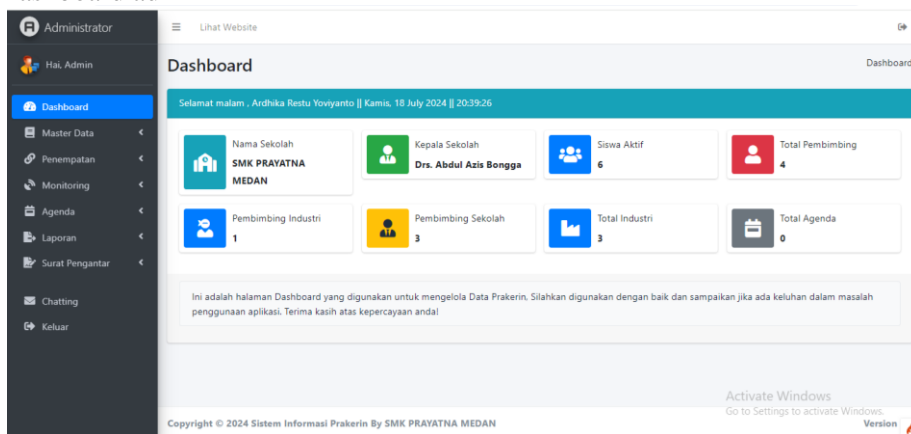 Administrator
Lihat Website
Hai, Admin
Dashboard
Dashboard
Dashboard
Selamat malam , Ardhika Restu Yoviyanto || Kamis, 18 July 2024 || 20:39:26
Master Data
Penempatan
Monitoring
Agenda
Laporan
Surat Pengantar
Chatting
Keluar
Nama Sekolah
SMK PRAYATNA
MEDAN
Kepala Sekolah
Drs. Abdul Azis Bongga
Siswa Aktif
6
Total Pembimbing
4
Pembimbing Industri
1
Pembimbing Sekolah
3
Total Industri
3
Total Agenda
0
Ini adalah halaman Dashboard yang digunakan untuk mengelola Data Prakerin, Silahkan digunakan dengan baik dan sampaikan jika ada keluhan dalam masalah
penggunaan aplikasi. Terima kasih atas kepercayaan anda!
Activate Windows
Go to Settings to activate Windows.
Copyright © 2024 Sistem Informasi Prakerin By SMK PRAYATNA MEDAN
Version